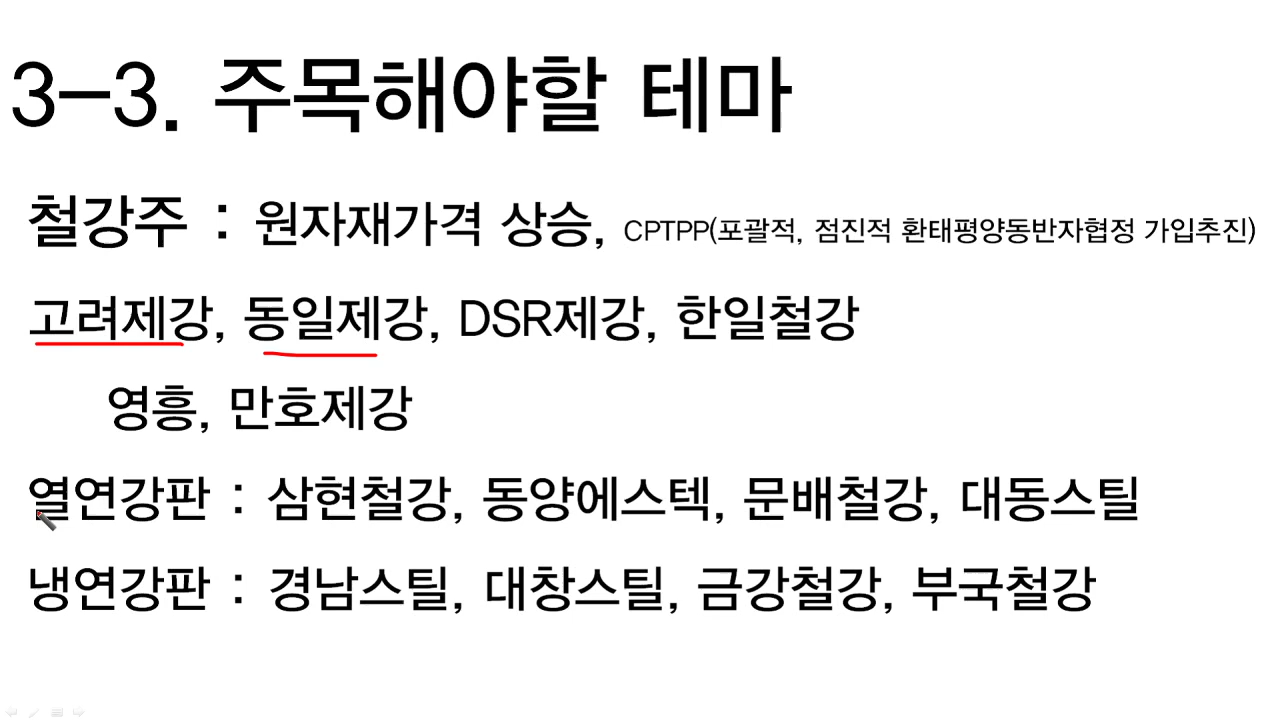 3-3. 주목해야할 테마
철강주 : 원자재가격 상승, CPTPP(포괄적, 점진적 환태평양동반자협정 가입추진)
고려제강, 동일제강, DSR제강, 한일철강
영흥, 만호제강
열연강판 : 삼현철강, 동양에스텍, 문배철강, 대동스틸
냉연강판 : 경남스틸, 대창스틸, 금강철강, 부국철강